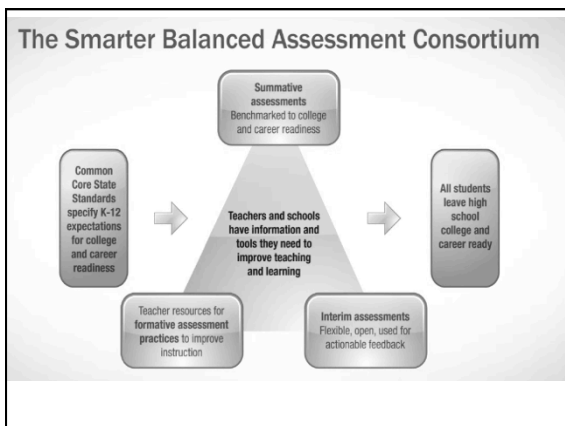 The Smarter Balanced Assessment Consortium
Summative
assessments
Benchmarked to college
and career readiness
Common
Core State
Standards
specify K-12
expectations
for college
and career
readiness
Teachers and schools
have information and
tools they need to
improve teaching
and learning
All students
leave high
school
college and
career ready
Teacher resources for
formative assessment
practices to improve
instruction
Interim assessments
Flexible, open, used for
actionable feedback